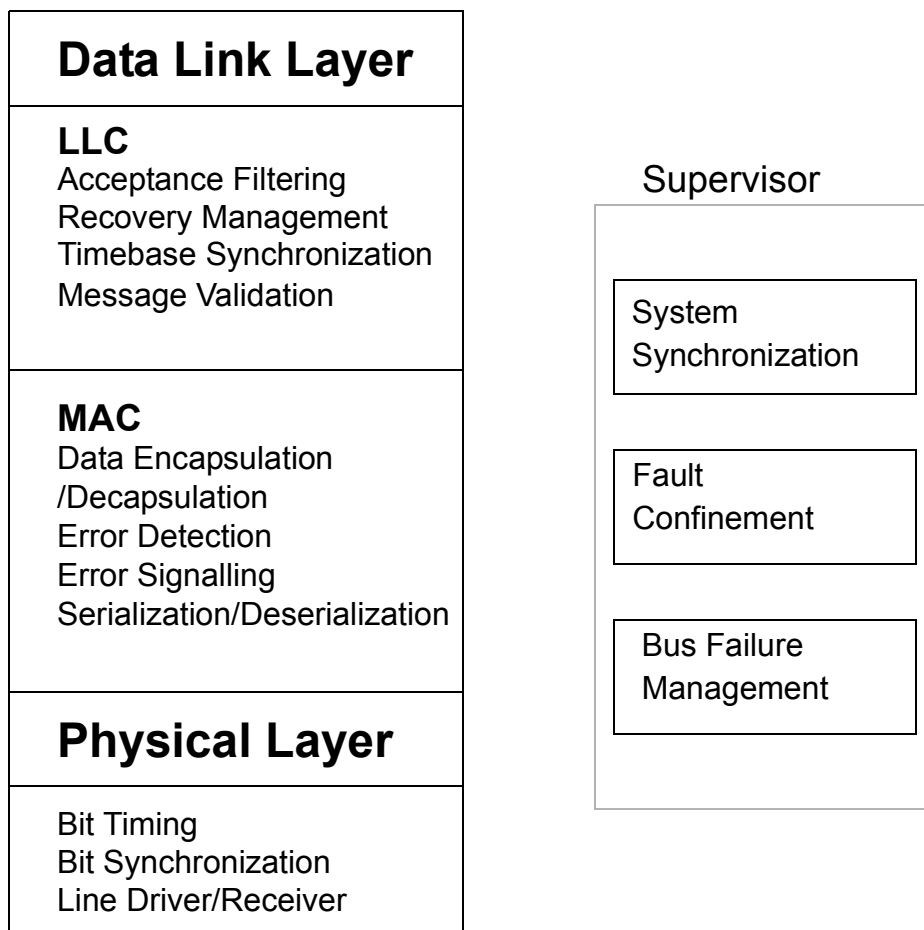 Data Link Layer
LLC
Acceptance Filtering
Recovery Management
Timebase Synchronization
Message Validation
MAC
Data Encapsulation
/Decapsulation
Error Detection
Error Signalling
Serialization/Deserialization
Physical Layer
Bit Timing
Bit Synchronization
Line Driver/Receiver
Supervisor
System
Synchronization
Fault
Confinement
Bus Failure
Management